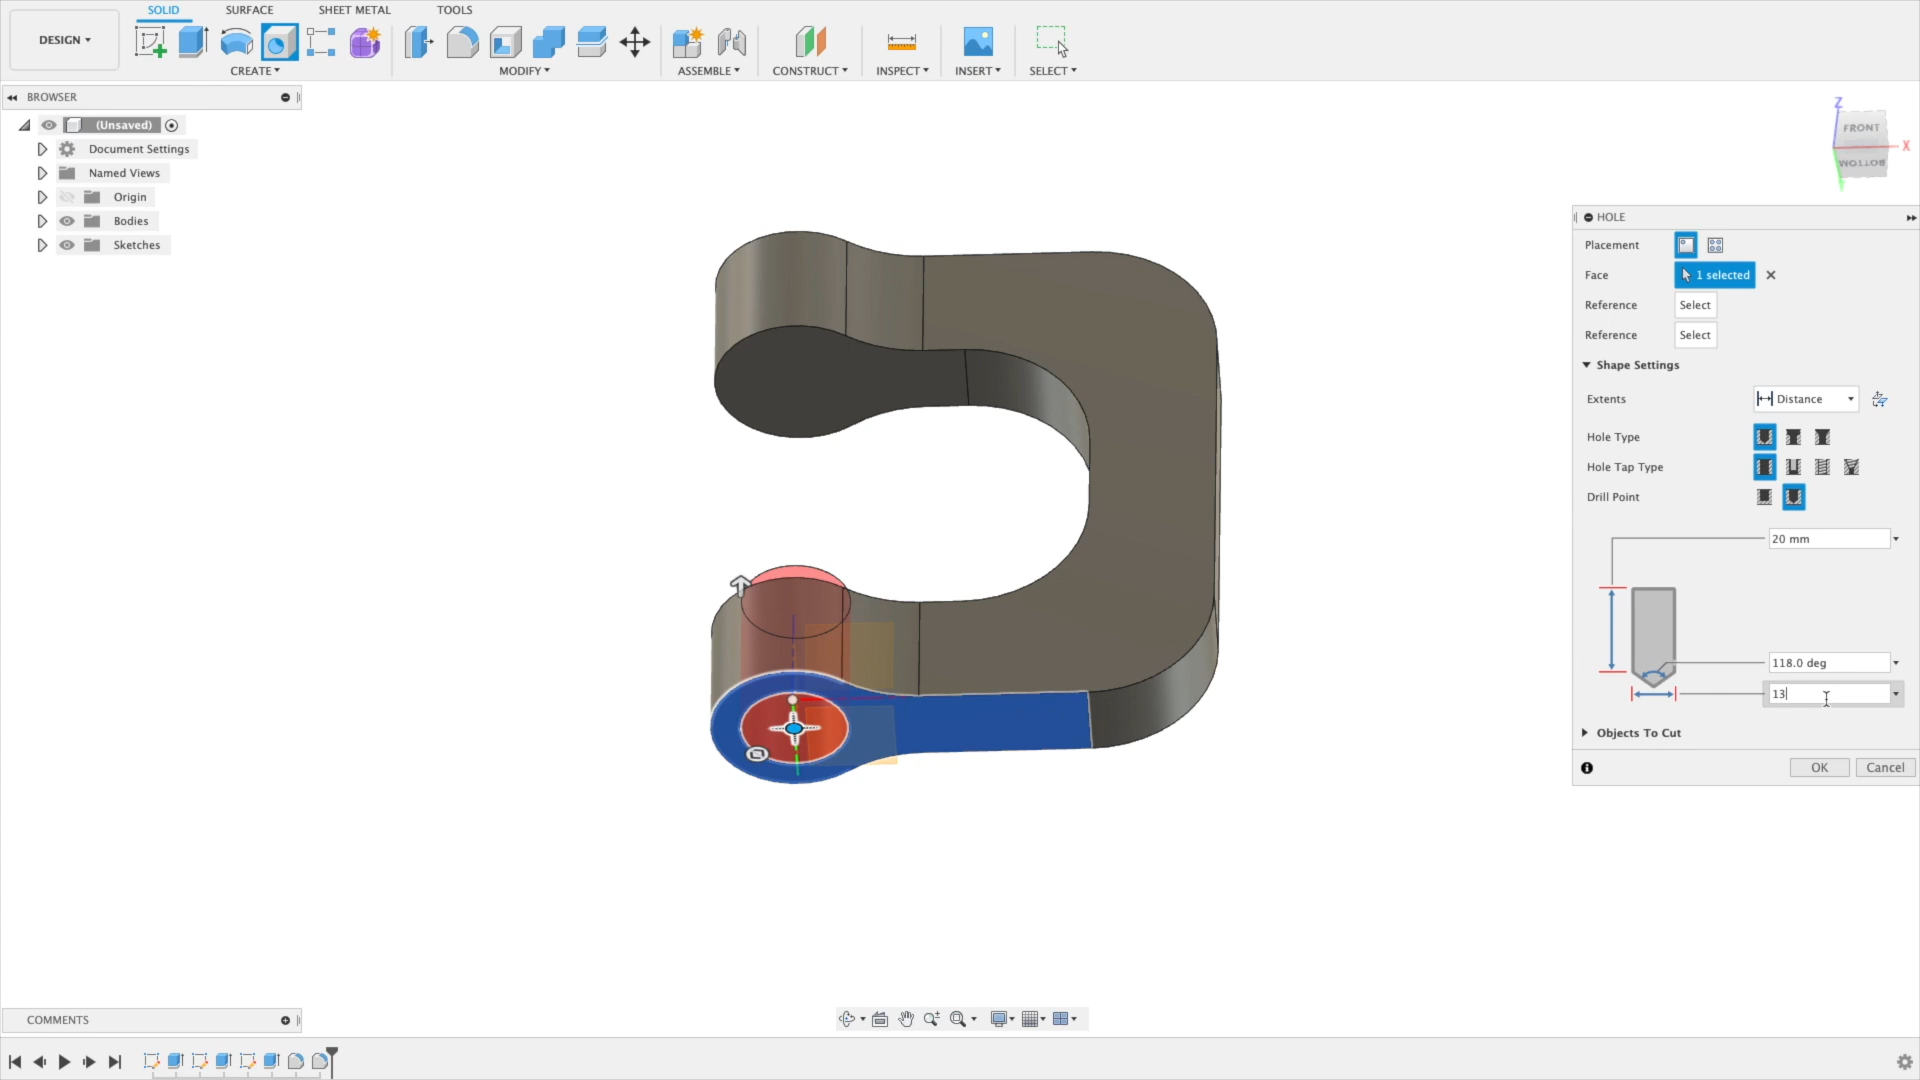 SOLID SURFACE SHEET METAL TOOLS
DESIGN
CREATE MODIFY ASSEMBLE CONSTRUCT INSPECT INSERT SELECT
BROWSER
(Unsaved)
Document Settings
Named Views
Origin
Bodies
Sketches
Z
FRONT
X
BOTTOM
HOLE
Placement
Face 1 selected
Reference Select
Reference Select
Shape Settings
Extents Distance
Hole Type
Hole Tap Type
Drill Point
20 mm
118.0 deg
13
Objects To Cut
OK Cancel
COMMENTS